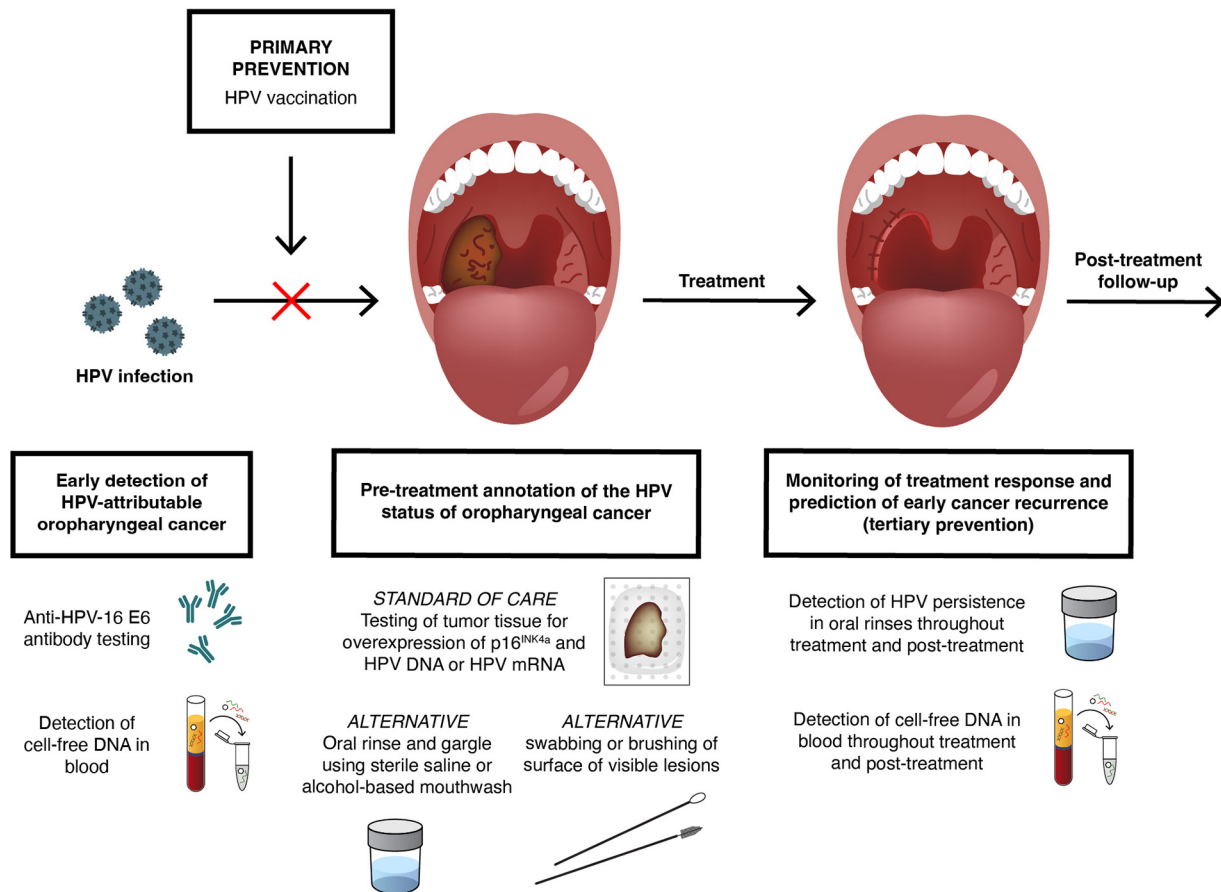 PRIMARY
PREVENTION
HPV vaccination
HPV infection
Treatment
Post-treatment
follow-up
Early detection of
HPV-attributable
oropharyngeal cancer
Anti-HPV-16 E6
antibody testing
Detection of
cell-free DNA in
blood
Pre-treatment annotation of the HPV
status of oropharyngeal cancer
STANDARD OF CARE
Testing of tumor tissue for
overexpression of p16INK4a and
HPV DNA or HPV mRNA
ALTERNATIVE
Oral rinse and gargle
using sterile saline or
alcohol-based mouthwash
ALTERNATIVE
swabbing or brushing of
surface of visible lesions
Monitoring of treatment response and
prediction of early cancer recurrence
(tertiary prevention)
Detection of HPV persistence
in oral rinses throughout
treatment and post-treatment
Detection of cell-free DNA in
blood throughout treatment
and post-treatment